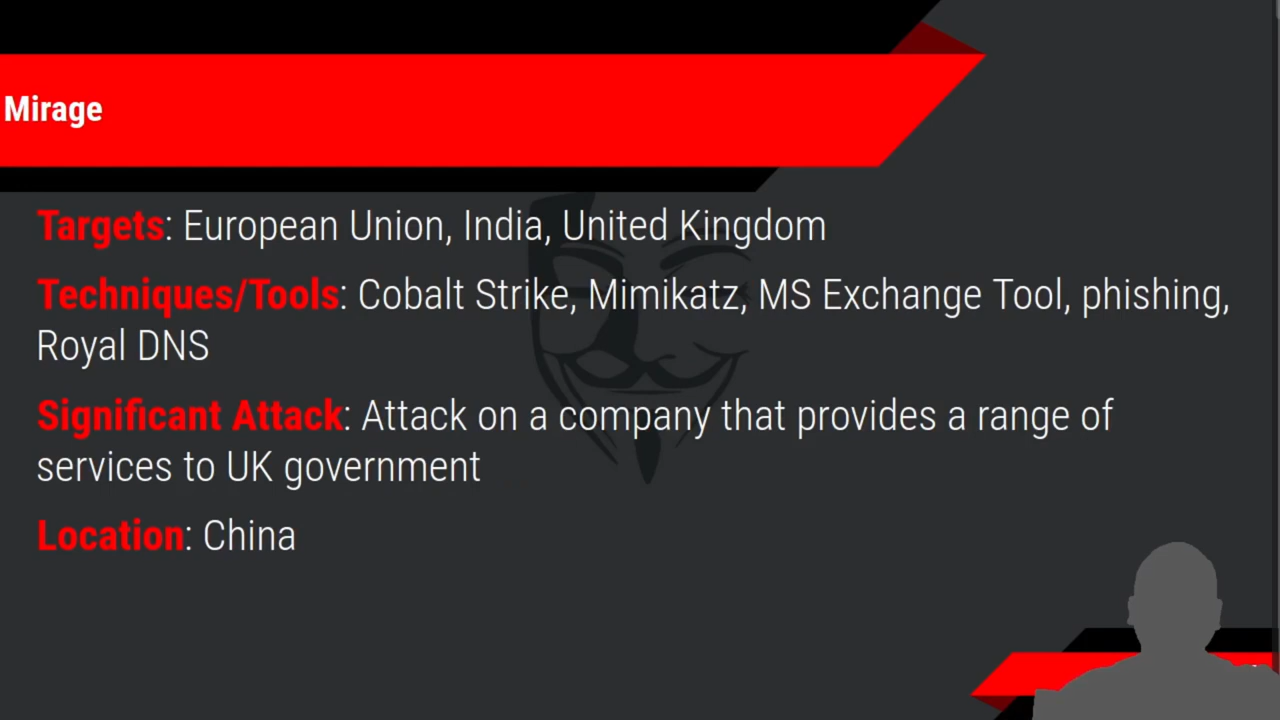 Mirage
Targets: European Union, India, United Kingdom
Techniques/Tools: Cobalt Strike, Mimikatz, MS Exchange Tool, phishing,
Royal DNS
Significant Attack: Attack on a company that provides a range of
services to UK government
Location: China